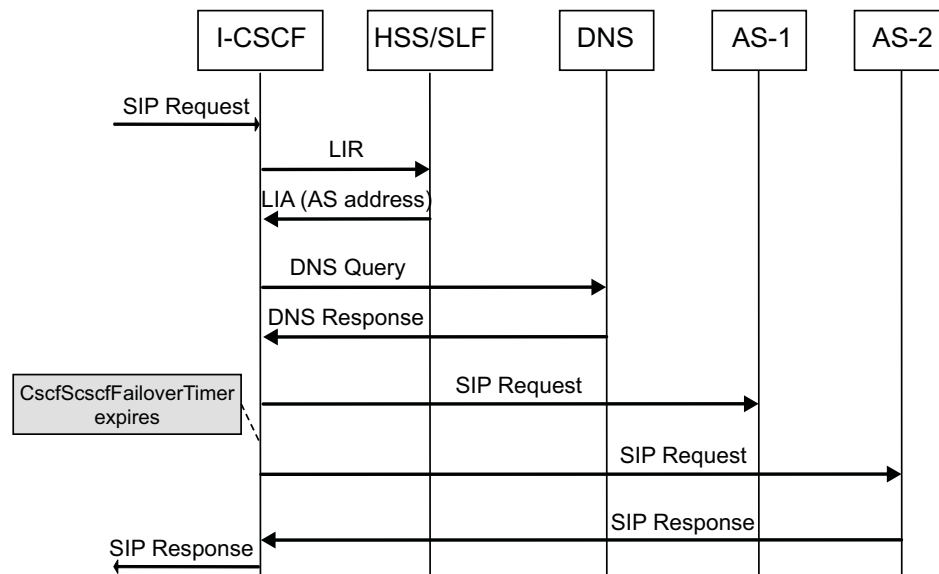 I-CSCF
HSS/SLF
DNS
AS-1
AS-2
SIP Request
LIR
LIA (AS address)
DNS Query
DNS Response
CscfScscfFailoverTimer
expires
SIP Request
SIP Request
SIP Response
SIP Response